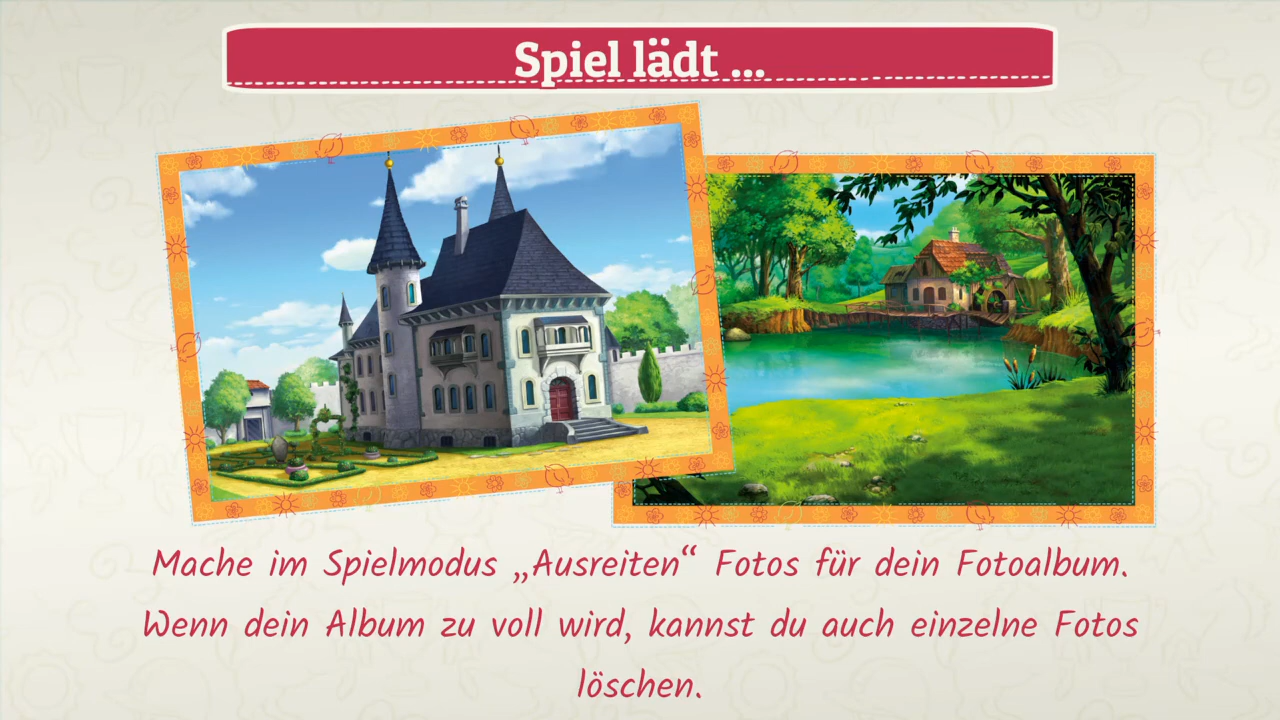 Spiel lädt ...
Mache im Spielmodus „Ausreiten“ Fotos für dein Fotoalbum.
Wenn dein Album zu voll wird, kannst du auch einzelne Fotos
löschen.